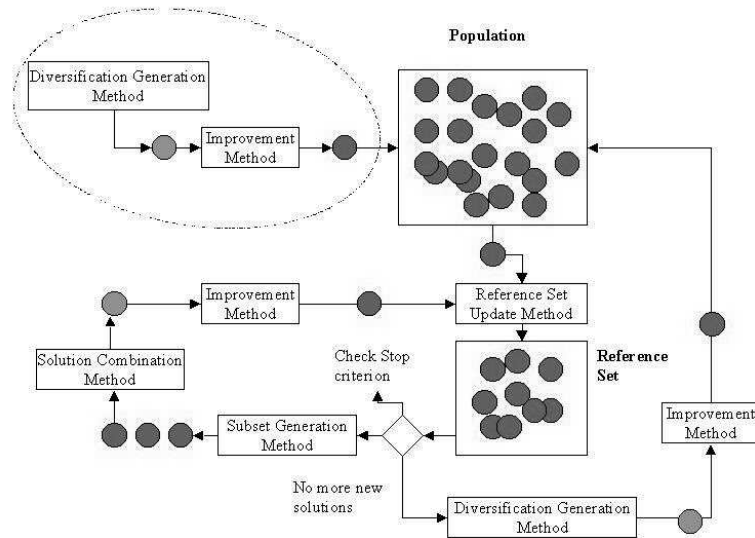 Population
Diversification Generation
Method
Improvement
Method
Improvement
Method
Reference Set
Update Method
Solution Combination
Method
Check Stop
criterion
Reference
Set
Subset Generation
Method
Improvement
Method
No more new
solutions
Diversification Generation
Method